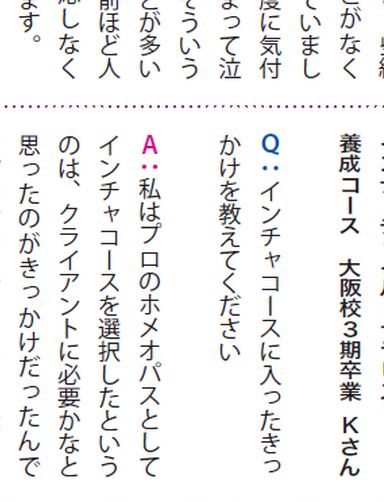 がなく
ていまし
度に気付
まって泣
そういう
とが多い
前ほど人
しなく
ます。
養成コース　大阪校３期卒業　Kさん
Q：インチャコースに入ったきっ
かけを教えてください
A：私はプロのホメオパスとして
インチャコースを選択したという
のは、クライアントに必要かなと
思ったのがきっかけだったんで